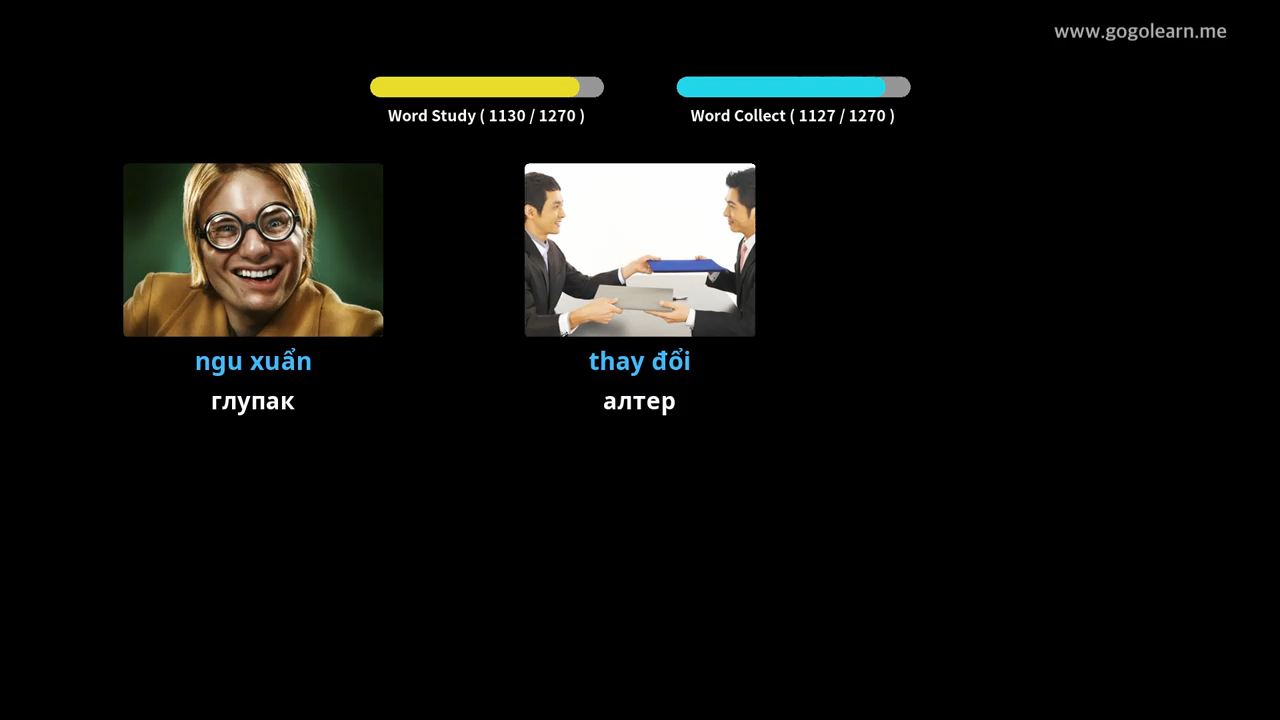 www.gogolearn.me
Word Study ( 1130 / 1270 )
Word Collect ( 1127 / 1270 )
ngu xuẩn
thay đổi
глупак
алтер